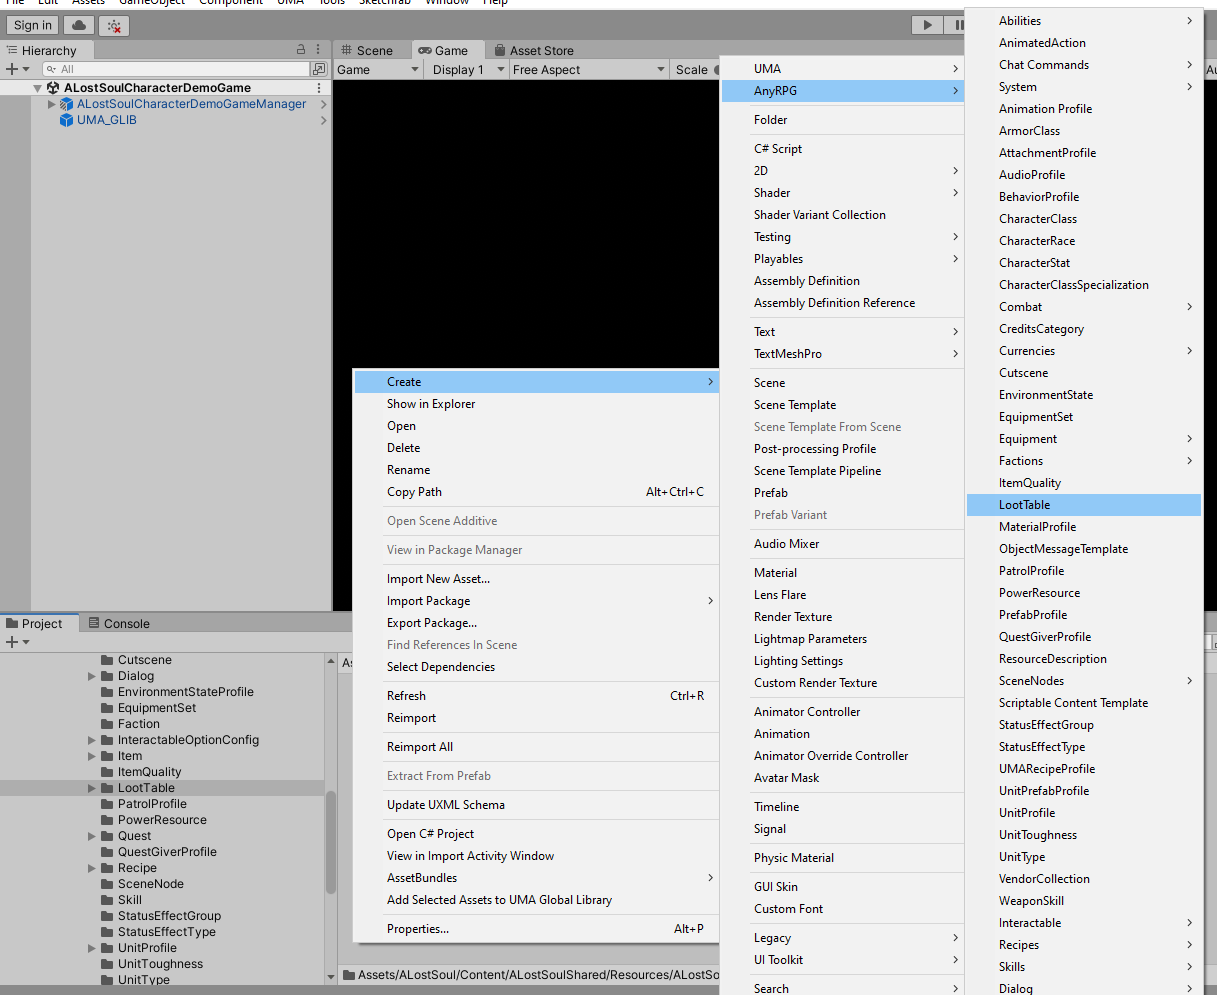 File Edit Assets GameObject Component UMA Tools Sketchfab Window Help
Sign in
Hierarchy
All
ALostSoulCharacterDemoGame
ALostSoulCharacterDemoGameManager
UMA_GLIB
Scene
Game
Asset Store
Game
Display 1
Free Aspect
Scale
Au
Project
Console
Cutscene
Dialog
EnvironmentStateProfile
EquipmentSet
Faction
InteractableOptionConfig
Item
ItemQuality
LootTable
PatrolProfile
PowerResource
Quest
QuestGiverProfile
Recipe
SceneNode
Skill
StatusEffectGroup
StatusEffectType
UnitProfile
UnitToughness
UnitType
As
Assets/ALostSoul/Content/ALostSoulShared/Resources/ALostSo
Create
Show in Explorer
Open
Delete
Rename
Copy Path Alt+Ctrl+C
Open Scene Additive
View in Package Manager
Import New Asset...
Import Package
Export Package...
Find References In Scene
Select Dependencies
Refresh Ctrl+R
Reimport
Reimport All
Extract From Prefab
Update UXML Schema
Open C# Project
View in Import Activity Window
AssetBundles
Add Selected Assets to UMA Global Library
Properties... Alt+P
UMA
AnyRPG
Folder
C# Script
2D
Shader
Shader Variant Collection
Testing
Playables
Assembly Definition
Assembly Definition Reference
Text
TextMeshPro
Scene
Scene Template
Scene Template From Scene
Post-processing Profile
Scene Template Pipeline
Prefab
Prefab Variant
Audio Mixer
Material
Lens Flare
Render Texture
Lightmap Parameters
Lighting Settings
Custom Render Texture
Animator Controller
Animation
Animator Override Controller
Avatar Mask
Timeline
Signal
Physic Material
GUI Skin
Custom Font
Legacy
UI Toolkit
Search
Abilities
AnimatedAction
Chat Commands
System
Animation Profile
ArmorClass
AttachmentProfile
AudioProfile
BehaviorProfile
CharacterClass
CharacterRace
CharacterStat
CharacterClassSpecialization
Combat
CreditsCategory
Currencies
Cutscene
EnvironmentState
EquipmentSet
Equipment
Factions
ItemQuality
LootTable
MaterialProfile
ObjectMessageTemplate
PatrolProfile
PowerResource
PrefabProfile
QuestGiverProfile
ResourceDescription
SceneNodes
Scriptable Content Template
StatusEffectGroup
StatusEffectType
UMARecipeProfile
UnitPrefabProfile
UnitProfile
UnitToughness
UnitType
VendorCollection
WeaponSkill
Interactable
Recipes
Skills
Dialog